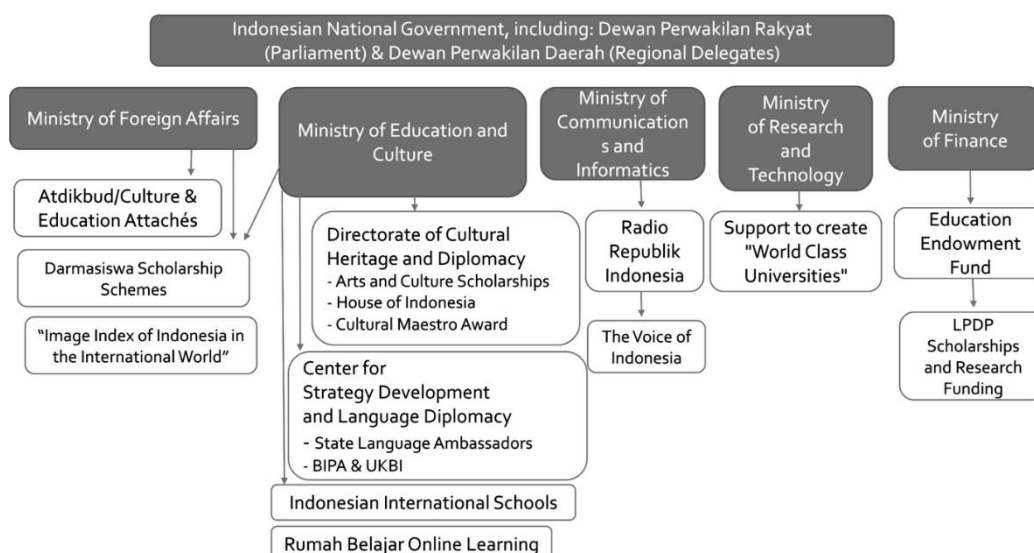 Indonesian National Government, including: Dewan Perwakilan Rakyat
(Parliament) & Dewan Perwakilan Daerah (Regional Delegates)
Ministry of Foreign Affairs
Ministry of Education and
Culture
Ministry of
Communication
s and
Informatics
Ministry
of Research
and
Technology
Ministry
of Finance
Atdikbud/Culture &
Education Attachés
Darmasiswa Scholarship
Schemes
“Image Index of Indonesia in
the International World”
Directorate of Cultural
Heritage and Diplomacy
- Arts and Culture Scholarships
- House of Indonesia
- Cultural Maestro Award
Center for
Strategy Development
and Language Diplomacy
- State Language Ambassadors
- BIPA & UKBI
Indonesian International Schools
Rumah Belajar Online Learning
Radio
Republik
Indonesia
The Voice of
Indonesia
Support to create
"World Class
Universities"
Education
Endowment
Fund
LPDP
Scholarships
and Research
Funding